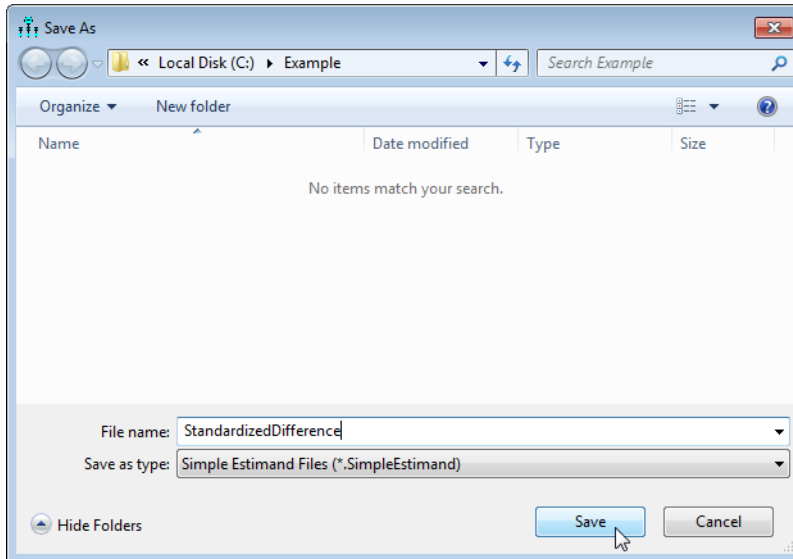 Save As
« Local Disk (C:) Example Search Example
Organize New folder
Name Date modified Type Size
No items match your search.
File name: StandardizedDifference
Save as type: Simple Estimand Files (*.SimpleEstimand)
Hide Folders Save Cancel